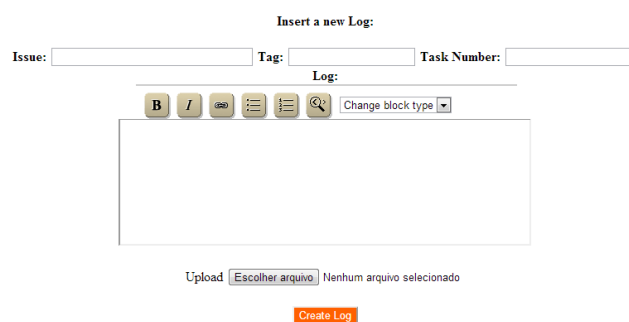 Insert a new Log:
Issue: Tag: Task Number:
Log:
B I Change block type
Upload Escolher arquivo Nenhum arquivo selecionado
Create Log